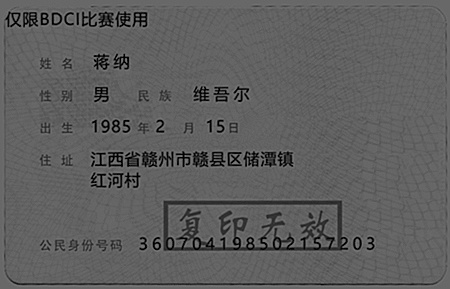 仅限BDCI比赛使用
姓名 蒋纳
性别 男 民族 维吾尔
出生 1985 年 2 月 15 日
住址 江西省赣州市赣县区储潭镇
红河村
复印无效
公民身份号码 360704198502157203